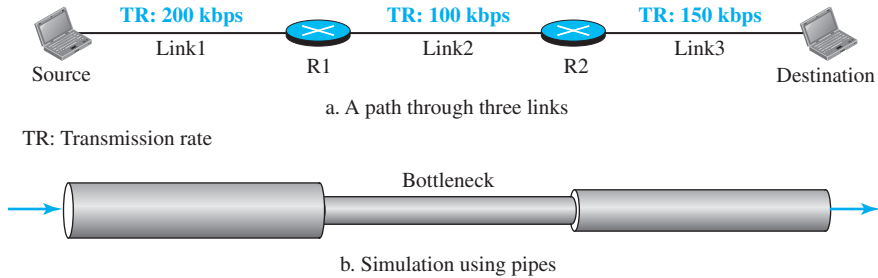 TR: 200 kbps TR: 100 kbps TR: 150 kbps
Link1 Link2 Link3
Source R1 R2 Destination
a. A path through three links
TR: Transmission rate
Bottleneck
b. Simulation using pipes